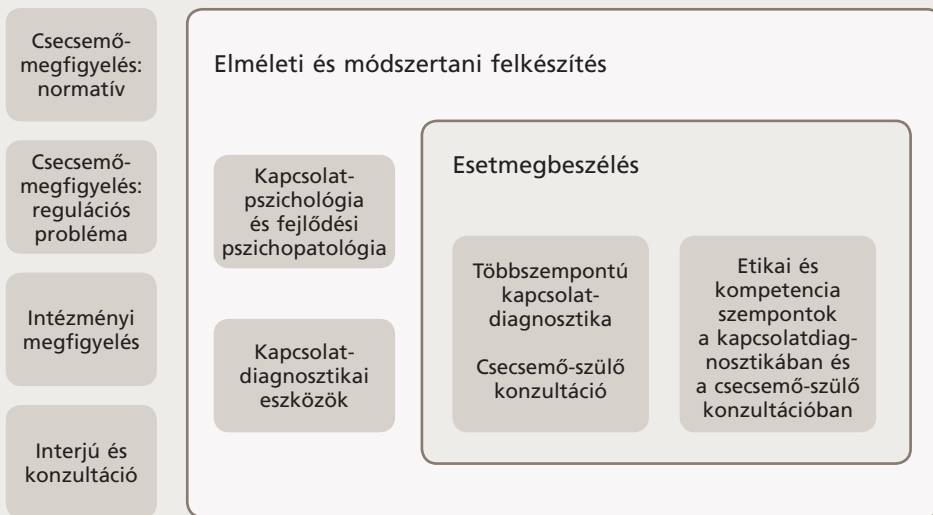 Csecsemő-
megfigyelés:
normatív
Csecsemő-
megfigyelés:
regulációs
probléma
Intézményi
megfigyelés
Interjú és
konzultáció
Elméleti és módszertani felkészítés
Kapcsolat-
pszichológia
és fejlődési
pszichopatológia
Kapcsolat-
diagnosztikai
eszközök
Esetmegbeszélés
Többszempontú
kapcsolat-
diagnosztika
Csecsemő-szülő
konzultáció
Etikai és
kompetencia
szempontok
a kapcsolatdiag-
nosztikában és
a csecsemő-szülő
konzultációban